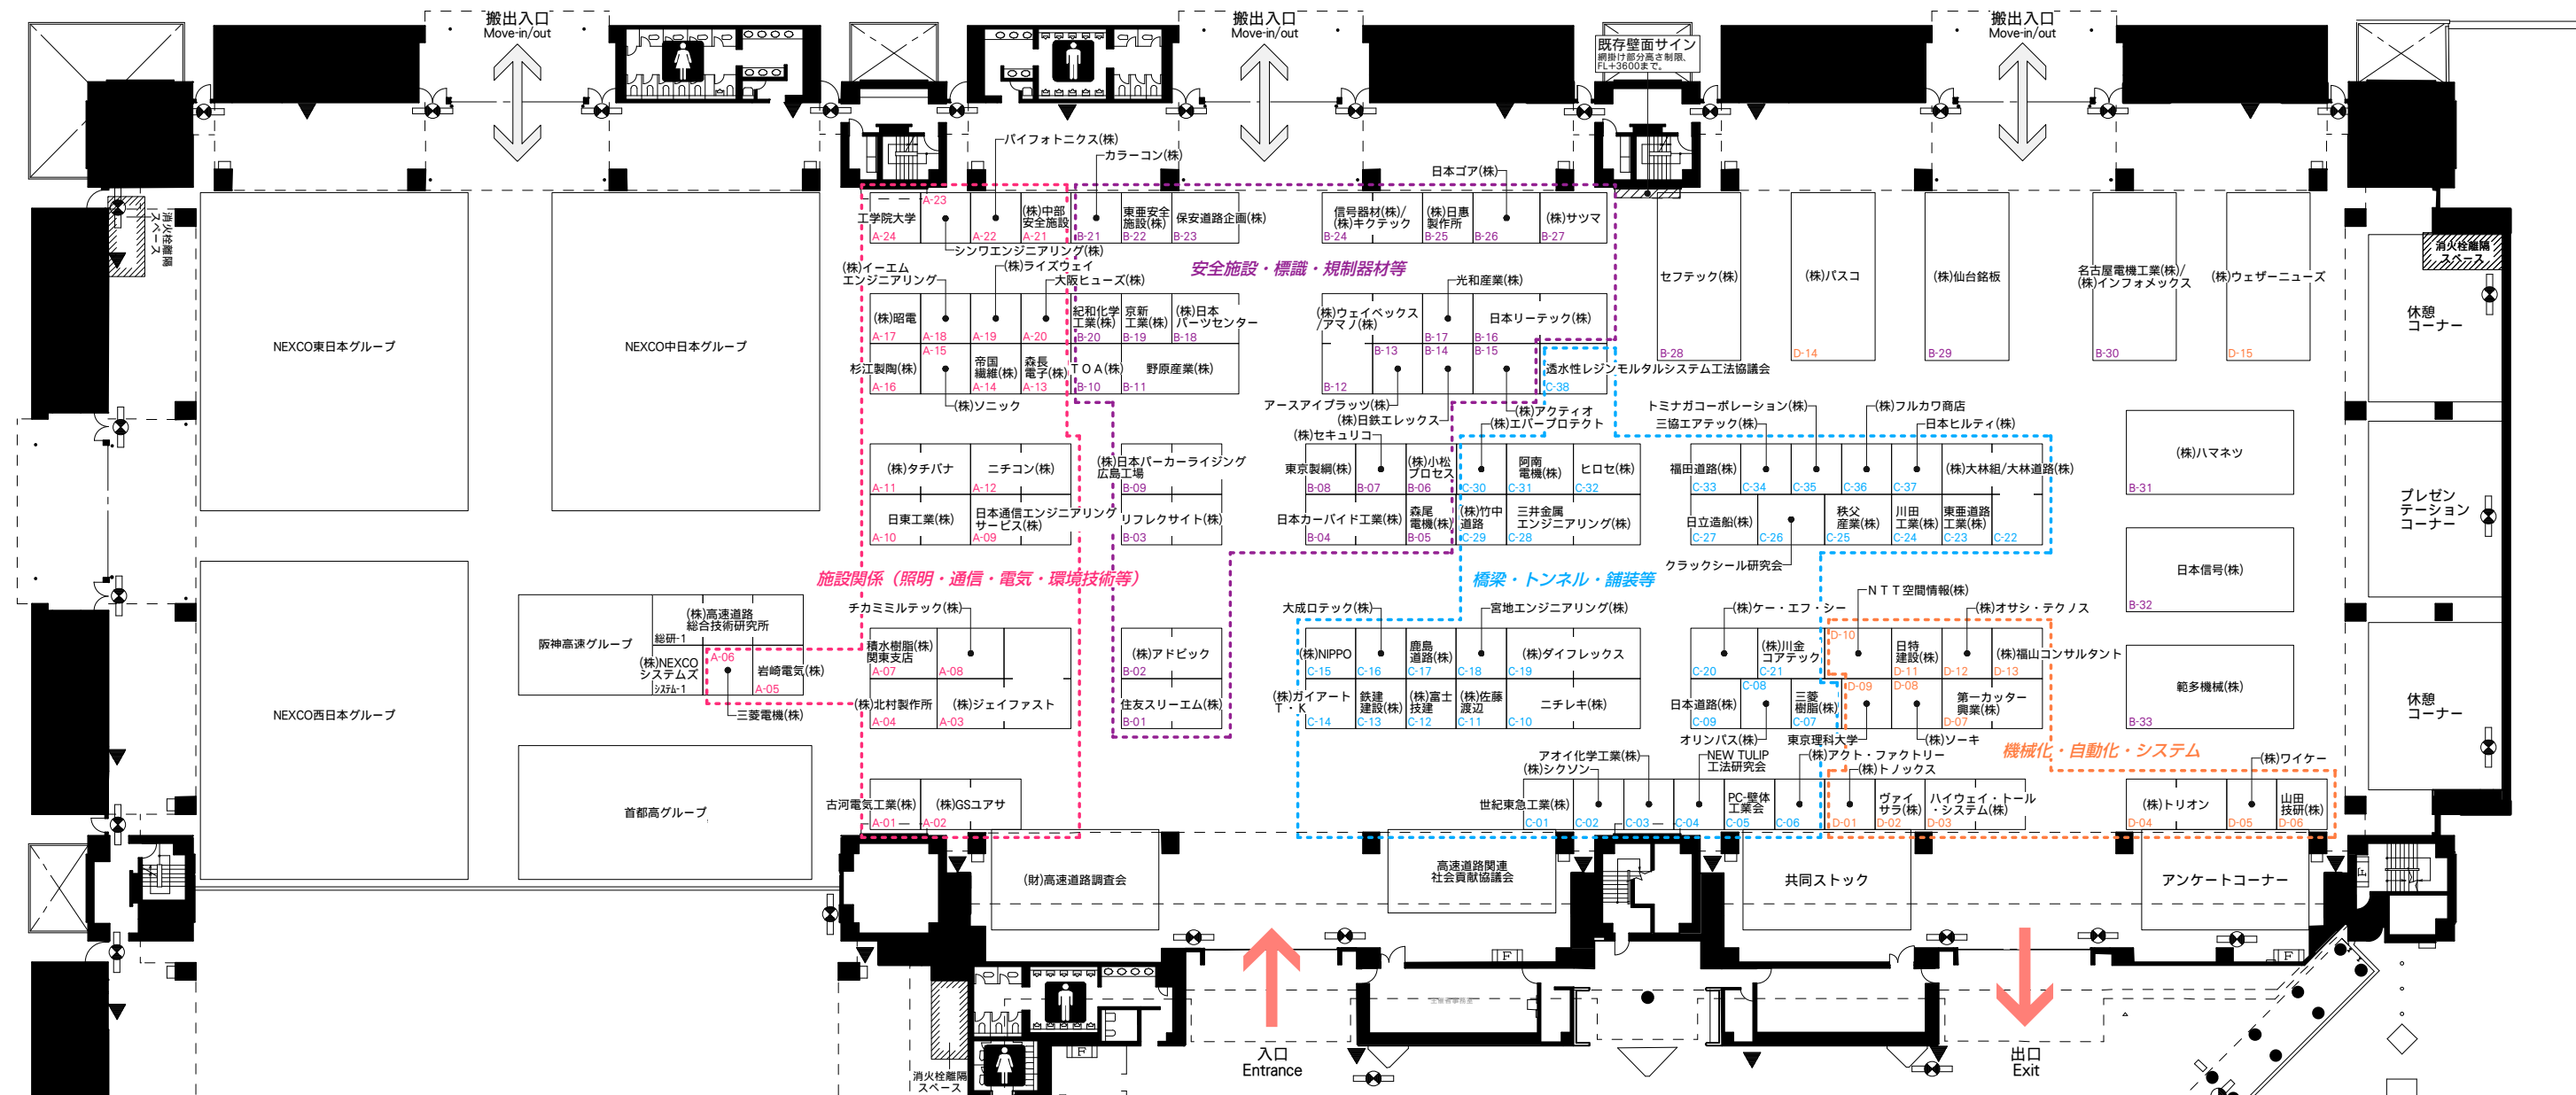 搬出入口
Move-in/out
搬出入口
Move-in/out
搬出入口
Move-in/out
既存壁面サイン
網掛け部分高さ制限、
FL+3600まで。
消火栓離隔
スペース
消火栓離隔
スペース
パイフォトニクス(株)
カラーコン(株)
日本ゴア(株)
工学院大学
A-24
A-23
A-22
(株)中部
安全施設
A-21
B-21
東亜安全
施設(株)
B-22
保安道路企画(株)
B-23
信号器材(株)/
(株)キクテック
B-24
(株)日惠
製作所
B-25
B-26
(株)サツマ
B-27
シンワエンジニアリング(株)
(株)イーエム
エンジニアリング
(株)ライズウェイ
大阪ヒューズ(株)
安全施設・標識・規制器材等
光和産業(株)
セフテック(株)
B-28
(株)パスコ
D-14
(株)仙台銘板
B-29
名古屋電機工業(株)/
(株)インフォメックス
B-30
(株)ウェザーニューズ
D-15
休憩
コーナー
NEXCO東日本グループ
NEXCO中日本グループ
(株)昭電
A-17
A-18
A-19
A-20
紀和化学
工業(株)
B-20
京新
工業(株)
B-19
(株)日本
パーツセンター
B-18
(株)ウェイベックス
/アマノ(株)
B-17
日本リーテック(株)
B-16
杉江製陶(株)
A-16
A-15
帝国
繊維(株)
A-14
森長
電子(株)
A-13
TOA(株)
B-10
野原産業(株)
B-11
B-12
B-13
B-14
B-15
透水性レジンモルタルシステム工法協議会
C-38
(株)ソニック
アースアイプラッツ(株)
(株)日鉄エレックス
(株)アクティオ
(株)エバープロテクト
(株)セキュリコ
トミナガコーポレーション(株)
三協エアテック(株)
(株)フルカワ商店
日本ヒルティ(株)
(株)タチバナ
A-11
ニチコン(株)
A-12
(株)日本パーカーライジング
広島工場
B-09
東京製綱(株)
B-08
B-07
(株)小松
プロセス
B-06
C-30
阿南
電機(株)
C-31
ヒロセ(株)
C-32
福田道路(株)
C-33
C-34
C-35
C-36
C-37
(株)大林組/大林道路(株)
(株)ハマネツ
B-31
プレゼン
テーション
コーナー
日東工業(株)
A-10
日本通信エンジニアリング
サービス(株)
A-09
リフレクサイト(株)
B-03
日本カーバイド工業(株)
B-04
森尾
電機(株)
B-05
(株)竹中
道路
C-29
三井金属
エンジニアリング(株)
C-28
日立造船(株)
C-27
C-26
秩父
産業(株)
C-25
川田
工業(株)
C-24
東亜道路
工業(株)
C-23
C-22
クラックシール研究会
日本信号(株)
B-32
施設関係（照明・通信・電気・環境技術等）
橋梁・トンネル・舗装等
チカミミルテック(株)
大成ロテック(株)
宮地エンジニアリング(株)
(株)ケー・エフ・シー
NTT空間情報(株)
(株)オサシ・テクノス
阪神高速グループ
(株)高速道路
総合技術研究所
総研-1
(株)NEXCO
システムズ
システム-1
A-06
岩崎電気(株)
A-05
三菱電機(株)
積水樹脂(株)
関東支店
A-07
A-08
(株)アドビック
B-02
(株)NIPPO
C-15
C-16
鹿島
道路(株)
C-17
C-18
(株)ダイフレックス
C-19
C-20
(株)川金
コアテック
C-21
D-10
日特
建設(株)
D-11
D-12
(株)福山コンサルタント
D-13
範多機械(株)
B-33
休憩
コーナー
NEXCO西日本グループ
(株)北村製作所
A-04
(株)ジェイファスト
A-03
住友スリーエム(株)
B-01
(株)ガイアート
T・K
C-14
鉄建
建設(株)
C-13
(株)富士
技建
C-12
(株)佐藤
渡辺
C-11
ニチレキ(株)
C-10
日本道路(株)
C-09
C-08
三菱
樹脂(株)
C-07
D-09
D-08
第一カッター
興業(株)
D-07
オリンパス(株)
東京理科大学
(株)ソーキ
機械化・自動化・システム
アオイ化学工業(株)
(株)シクソン
NEW TULIP
工法研究会
(株)アクト・ファクトリー
(株)トノックス
(株)ワイケー
首都高グループ
古河電気工業(株)
A-01
(株)GSユアサ
A-02
世紀東急工業(株)
C-01
C-02
C-03
C-04
PC-壁体
工業会
C-05
C-06
D-01
ヴァイ
サラ(株)
D-02
ハイウェイ・トール
・システム(株)
D-03
(株)トリオン
D-04
D-05
山田
技研(株)
D-06
(財)高速道路調査会
高速道路関連
社会貢献協議会
共同ストック
アンケートコーナー
F
F
F
F
消火栓離隔
スペース
入口
Entrance
出口
Exit